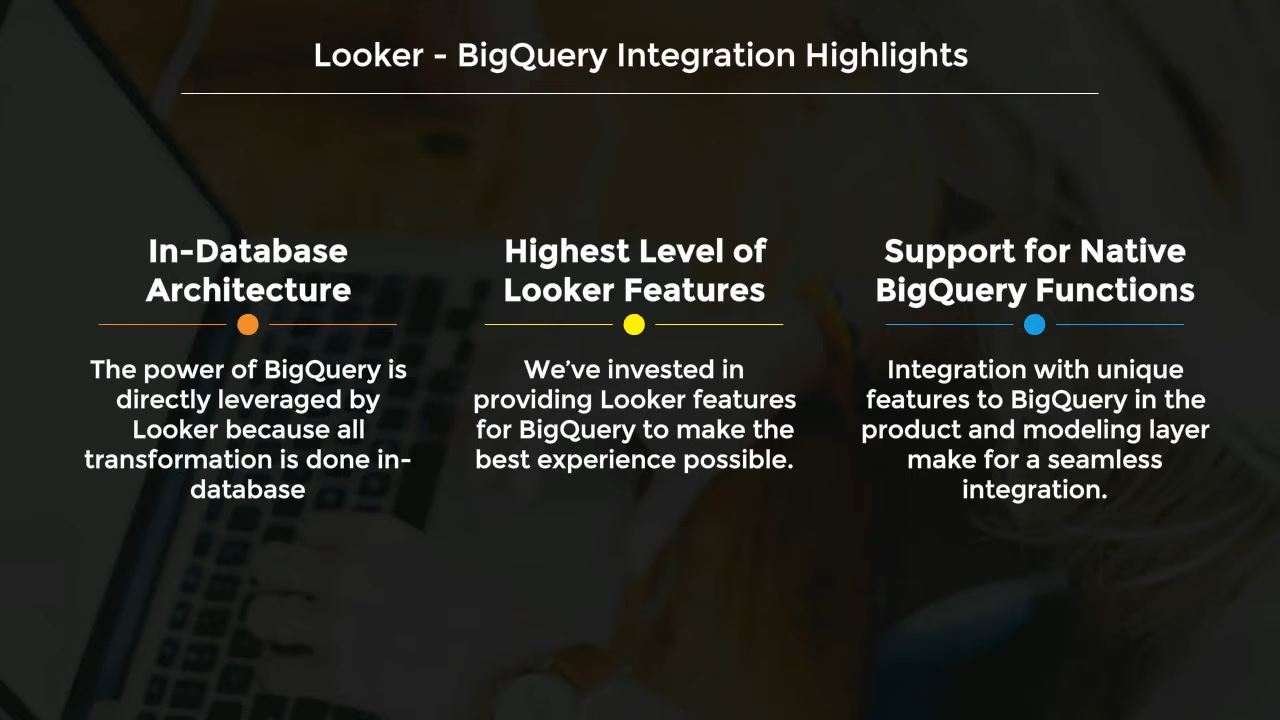 Looker - BigQuery Integration Highlights
In-Database
Architecture
The power of BigQuery is
directly leveraged by
Looker because all
transformation is done in-
database
Highest Level of
Looker Features
We’ve invested in
providing Looker features
for BigQuery to make the
best experience possible.
Support for Native
BigQuery Functions
Integration with unique
features to BigQuery in the
product and modeling layer
make for a seamless
integration.